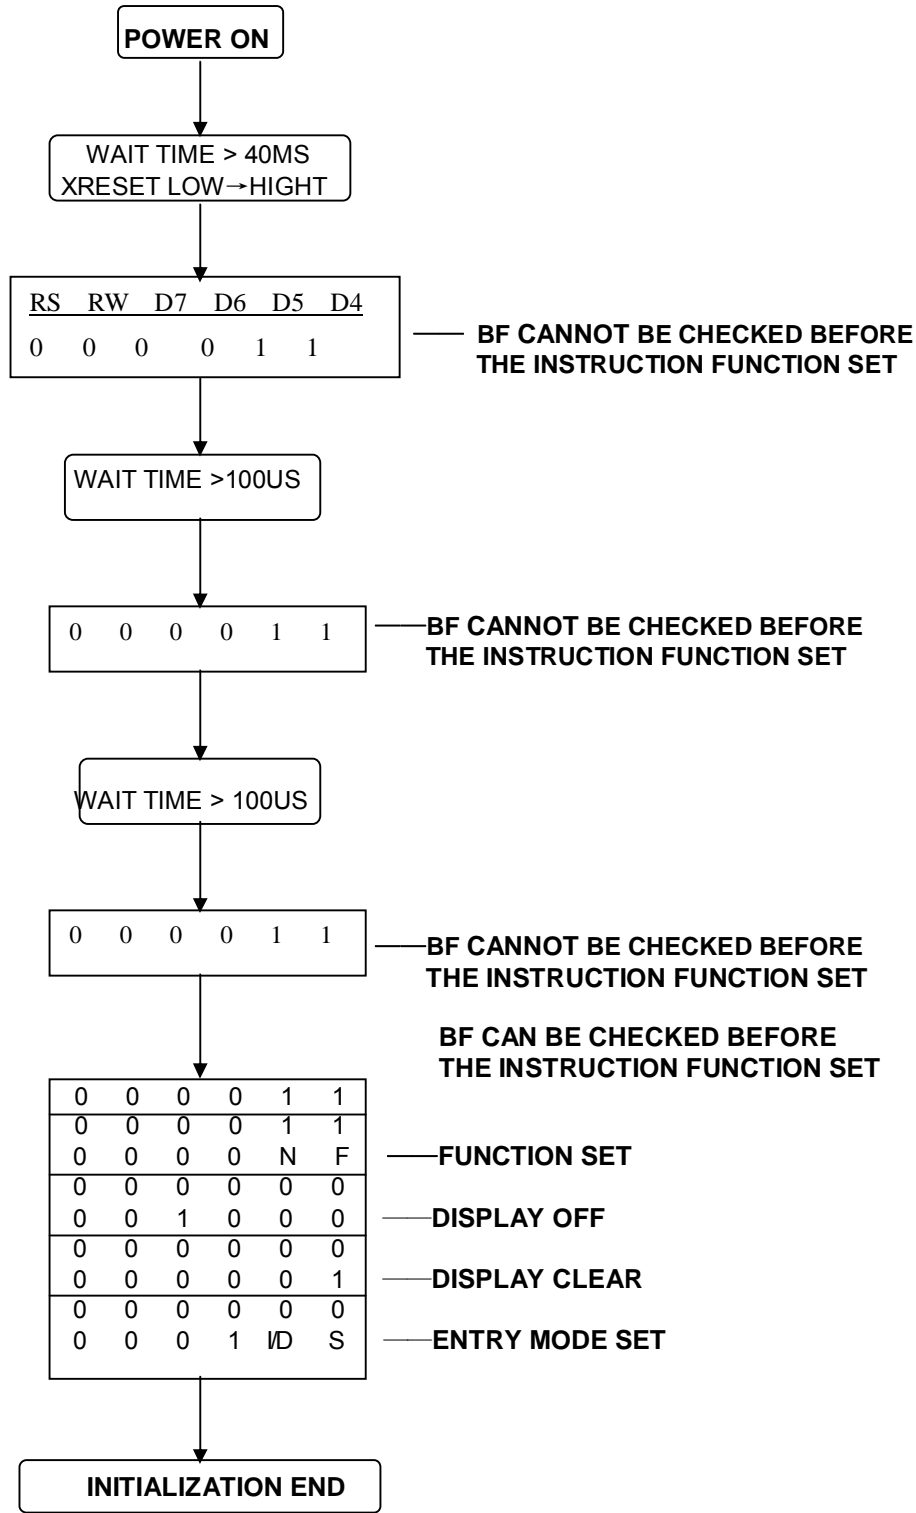 POWER ON
WAIT TIME > 40MS
XRESET LOW→HIGHT
RS RW D7 D6 D5 D4
0 0 0 0 1 1
BF CANNOT BE CHECKED BEFORE
THE INSTRUCTION FUNCTION SET
WAIT TIME >100US
0 0 0 0 1 1
BF CANNOT BE CHECKED BEFORE
THE INSTRUCTION FUNCTION SET
WAIT TIME > 100US
0 0 0 0 1 1
BF CANNOT BE CHECKED BEFORE
THE INSTRUCTION FUNCTION SET
BF CAN BE CHECKED BEFORE
THE INSTRUCTION FUNCTION SET
0 0 0 0 1 1
0 0 0 0 1 1
0 0 0 0 N F FUNCTION SET
0 0 0 0 0 0
0 0 1 0 0 0 DISPLAY OFF
0 0 0 0 0 0
0 0 0 0 0 1 DISPLAY CLEAR
0 0 0 0 0 0
0 0 0 1 I/D S ENTRY MODE SET
INITIALIZATION END